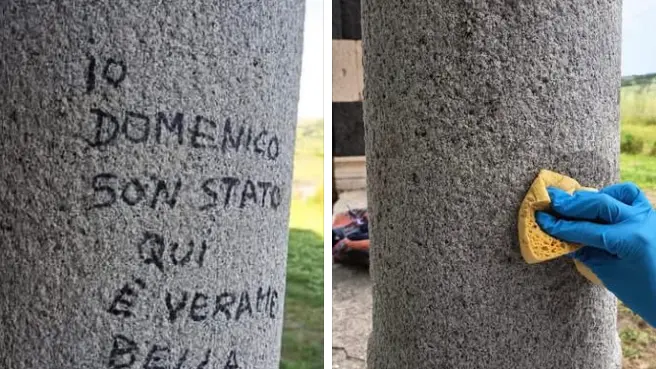 io
DOMENICO
SON STATO
QUI
È VERAME
BELLA